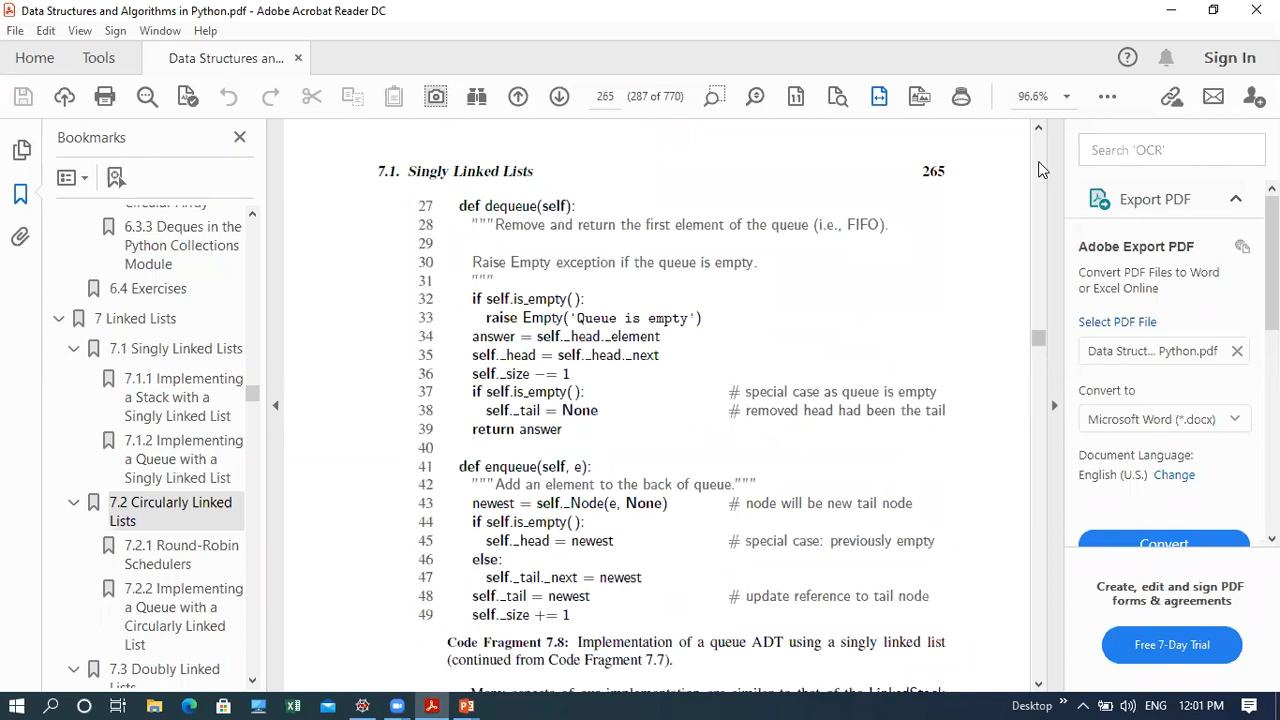 Data Structures and Algorithms in Python.pdf - Adobe Acrobat Reader DC
File Edit View Sign Window Help
Home Tools Data Structures an... Sign In
265 (287 of 770) 96.6%
Bookmarks
Circular Array
6.3.3 Deques in the
Python Collections
Module
6.4 Exercises
7 Linked Lists
7.1 Singly Linked Lists
7.1.1 Implementing
a Stack with a
Singly Linked List
7.1.2 Implementing
a Queue with a
Singly Linked List
7.2 Circularly Linked
Lists
7.2.1 Round-Robin
Schedulers
7.2.2 Implementing
a Queue with a
Circularly Linked
List
7.3 Doubly Linked
Lists
7.1. Singly Linked Lists 265
27 def dequeue(self):
28 """Remove and return the first element of the queue (i.e., FIFO).
29
30 Raise Empty exception if the queue is empty.
31 """
32 if self.is_empty():
33 raise Empty('Queue is empty')
34 answer = self._head._element
35 self._head = self._head._next
36 self._size −= 1
37 if self.is_empty(): # special case as queue is empty
38 self._tail = None # removed head had been the tail
39 return answer
40
41 def enqueue(self, e):
42 """Add an element to the back of queue."""
43 newest = self._Node(e, None) # node will be new tail node
44 if self.is_empty():
45 self._head = newest # special case: previously empty
46 else:
47 self._tail._next = newest
48 self._tail = newest # update reference to tail node
49 self._size += 1
Code Fragment 7.8: Implementation of a queue ADT using a singly linked list
(continued from Code Fragment 7.7).
Many aspects of our implementation are similar to that of the LinkedStack
Search 'OCR'
Export PDF
Adobe Export PDF
Convert PDF Files to Word
or Excel Online
Select PDF File
Data Struct... Python.pdf
Convert to
Microsoft Word (*.docx)
Document Language:
English (U.S.) Change
Convert
Create, edit and sign PDF
forms & agreements
Free 7-Day Trial
Desktop ENG 12:01 PM